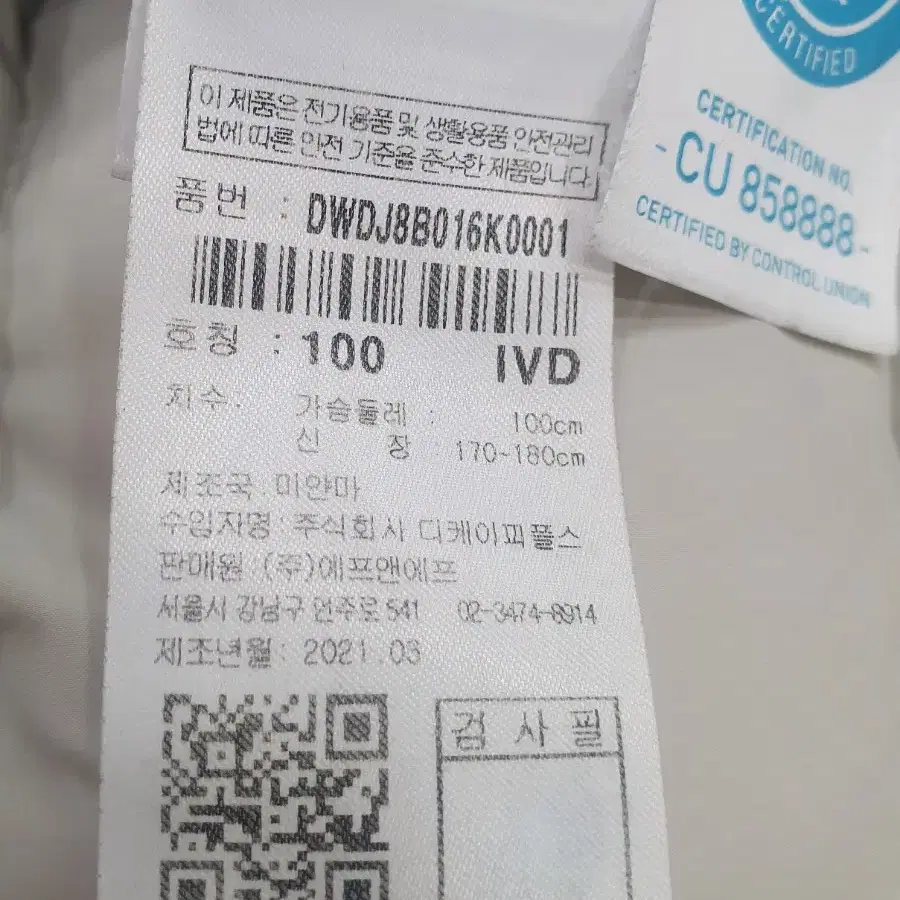 이 제품은 전기용품 및 생활용품 안전관리
법에 따른 안전 기준을 준수한 제품입니다.
품번 : DWDJ8B016K0001
호칭 : 100 IVD
치수: 가슴둘레 : 100cm
신 장 : 170~180cm
제조국: 미얀마
수입자명: 주식회사 디케이피플스
판매원 : (주)에프앤에프
서울시 강남구 언주로 541 02-3474-8914
제조년월: 2021.03
검 사 필
CERTIFIED
CERTIFICATION NO.
- CU 858888 -
CERTIFIED BY CONTROL UNION